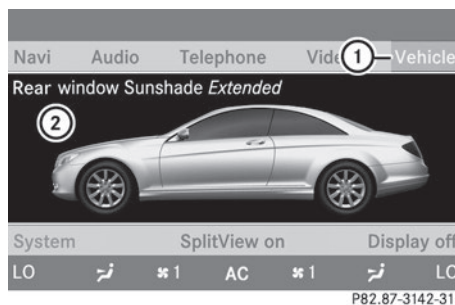 Navi Audio Telephone Vide 1 Vehicle
Rear window Sunshade Extended
2
System SplitView on Display off
LO 1 AC 1 LO
P82.87-3142-31